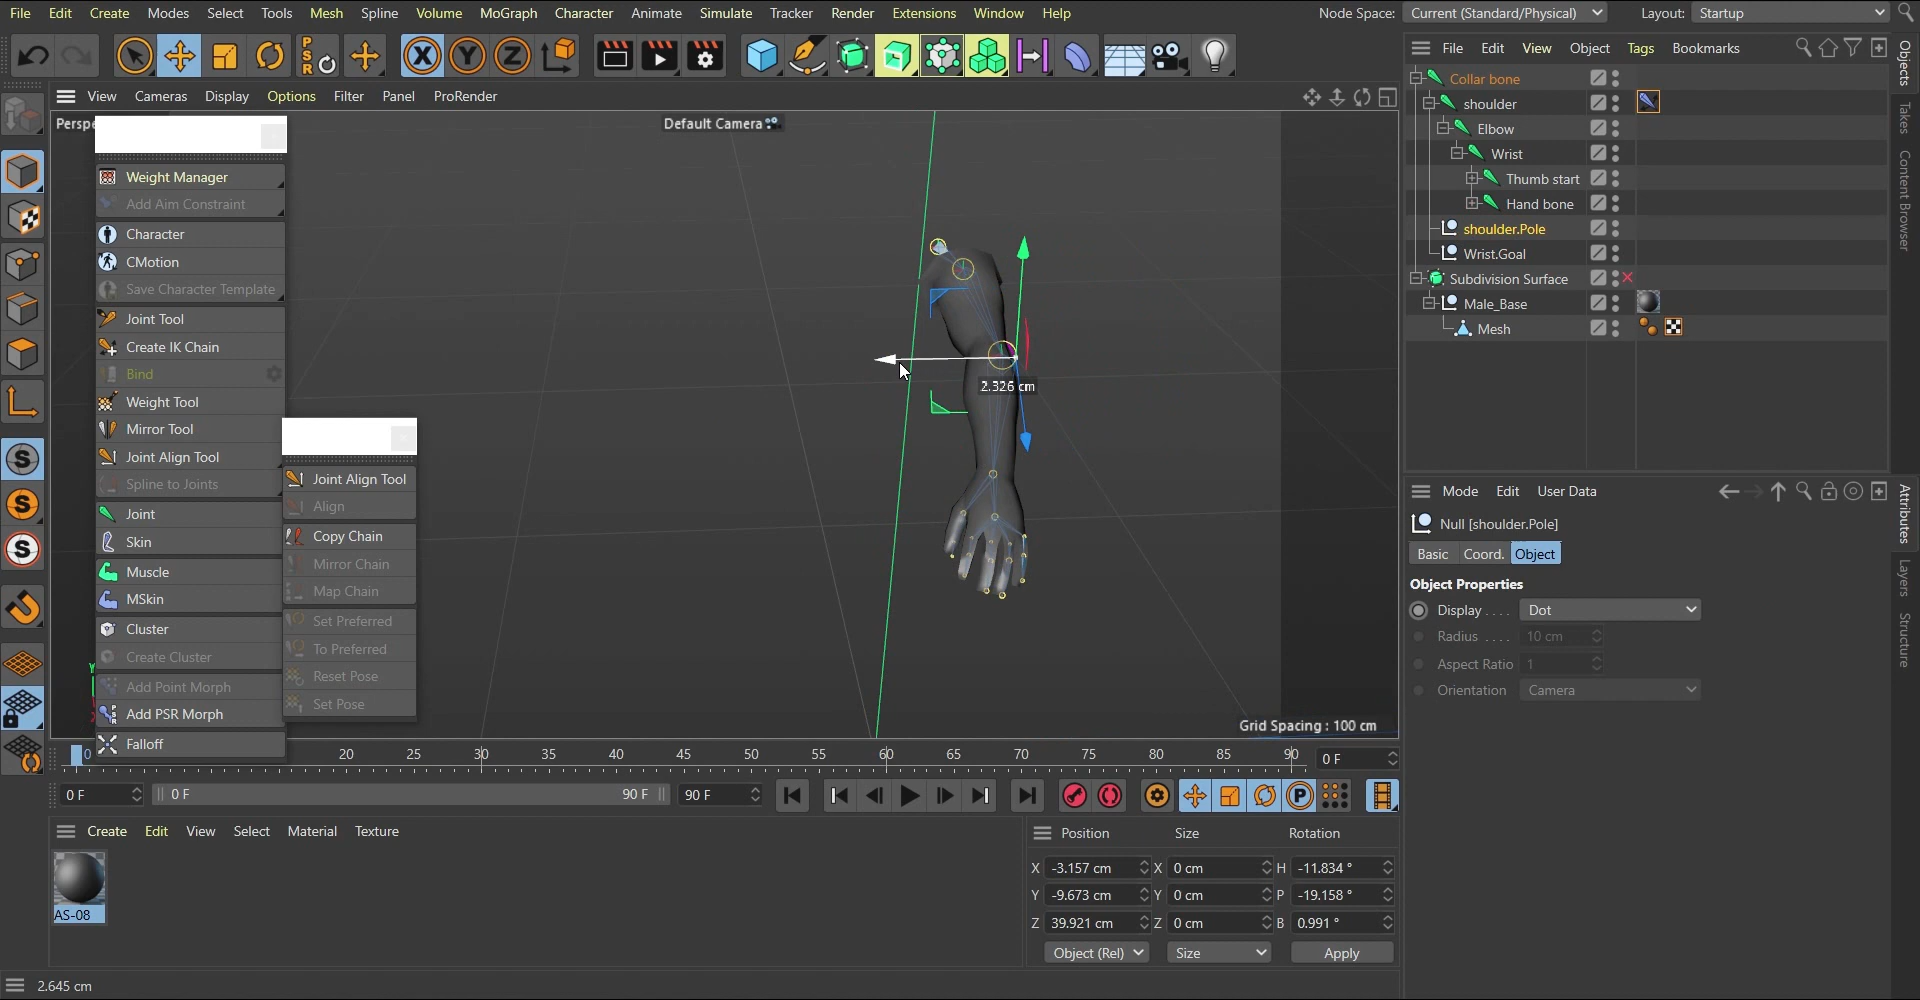 File Edit Create Modes Select Tools Mesh Spline Volume MoGraph Character Animate Simulate Tracker Render Extensions Window Help Node Space: Current (Standard/Physical) Layout: Startup
X Y Z PSR
File Edit View Object Tags Bookmarks
View Cameras Display Options Filter Panel ProRender
Default Camera
Weight Manager
Add Aim Constraint
Character
CMotion
Save Character Template
Joint Tool
Create IK Chain
Bind
Weight Tool
Mirror Tool
Joint Align Tool
Spline to Joints
Joint
Skin
Muscle
MSkin
Cluster
Create Cluster
Add Point Morph
Add PSR Morph
Falloff
Joint Align Tool
Align
Copy Chain
Mirror Chain
Map Chain
Set Preferred
To Preferred
Reset Pose
Set Pose
2.326 cm
Grid Spacing : 100 cm
Collar bone
shoulder
Elbow
Wrist
Thumb start
Hand bone
shoulder.Pole
Wrist.Goal
Subdivision Surface
Male_Base
Mesh
Objects
Takes
Content Browser
Attributes
Layers
Structure
Mode Edit User Data
Null [shoulder.Pole]
Basic Coord. Object
Object Properties
Display . . . . Dot
Radius . . . . 10 cm
Aspect Ratio 1
Orientation Camera
0 20 25 30 35 40 45 50 55 60 65 70 75 80 85 90 0 F
0 F 0 F 90 F 90 F
Create Edit View Select Material Texture
AS-08
Position Size Rotation
X -3.157 cm X 0 cm H -11.834 °
Y -9.673 cm Y 0 cm P -19.158 °
Z 39.921 cm Z 0 cm B 0.991 °
Object (Rel) Size Apply
2.645 cm